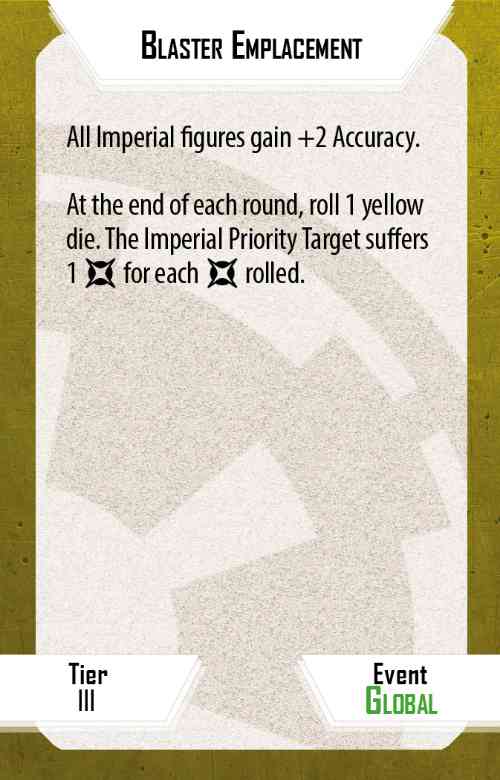 BLASTER EMPLACEMENT
All Imperial figures gain +2 Accuracy.
At the end of each round, roll 1 yellow
die. The Imperial Priority Target suffers
1 for each rolled.
Tier
III
Event
GLOBAL